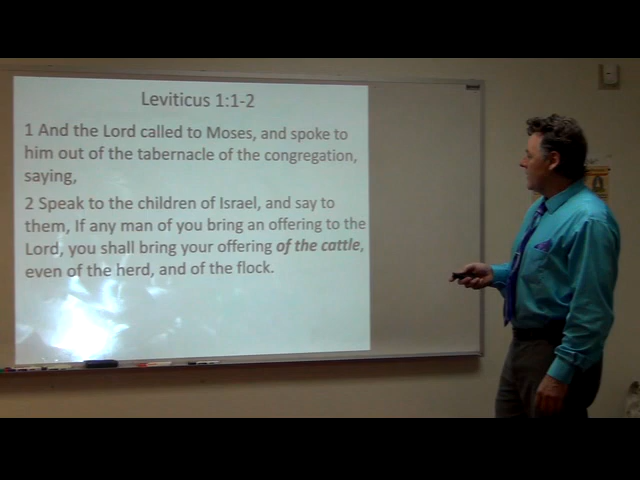 Leviticus 1:1-2
1 And the Lord called to Moses, and spoke to
him out of the tabernacle of the congregation,
saying,
2 Speak to the children of Israel, and say to
them, If any man of you bring an offering to the
Lord, you shall bring your offering of the cattle,
even of the herd, and of the flock.